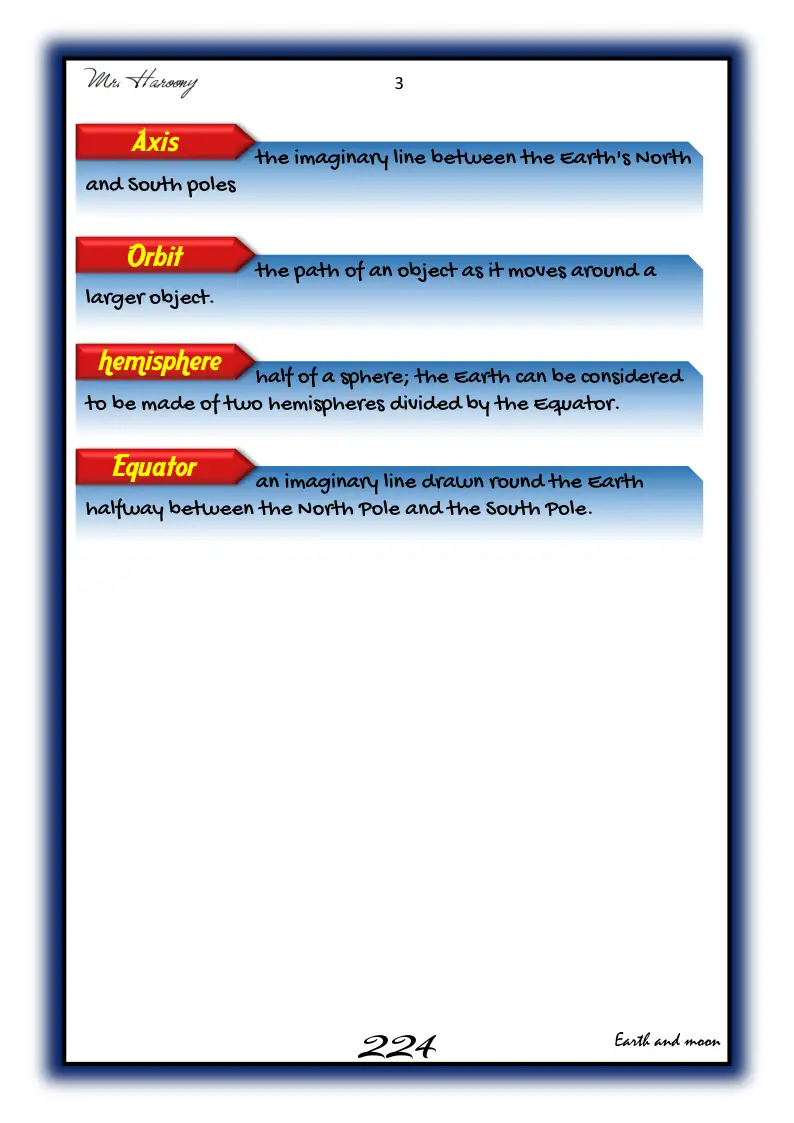 Mr. Haroony
3
Axis
the imaginary line between the Earth's North
and South poles
Orbit
the path of an object as it moves around a
larger object.
hemisphere
half of a sphere; the Earth can be considered
to be made of two hemispheres divided by the Equator.
Equator
an imaginary line drawn round the Earth
halfway between the North Pole and the South Pole.
224
Earth and moon